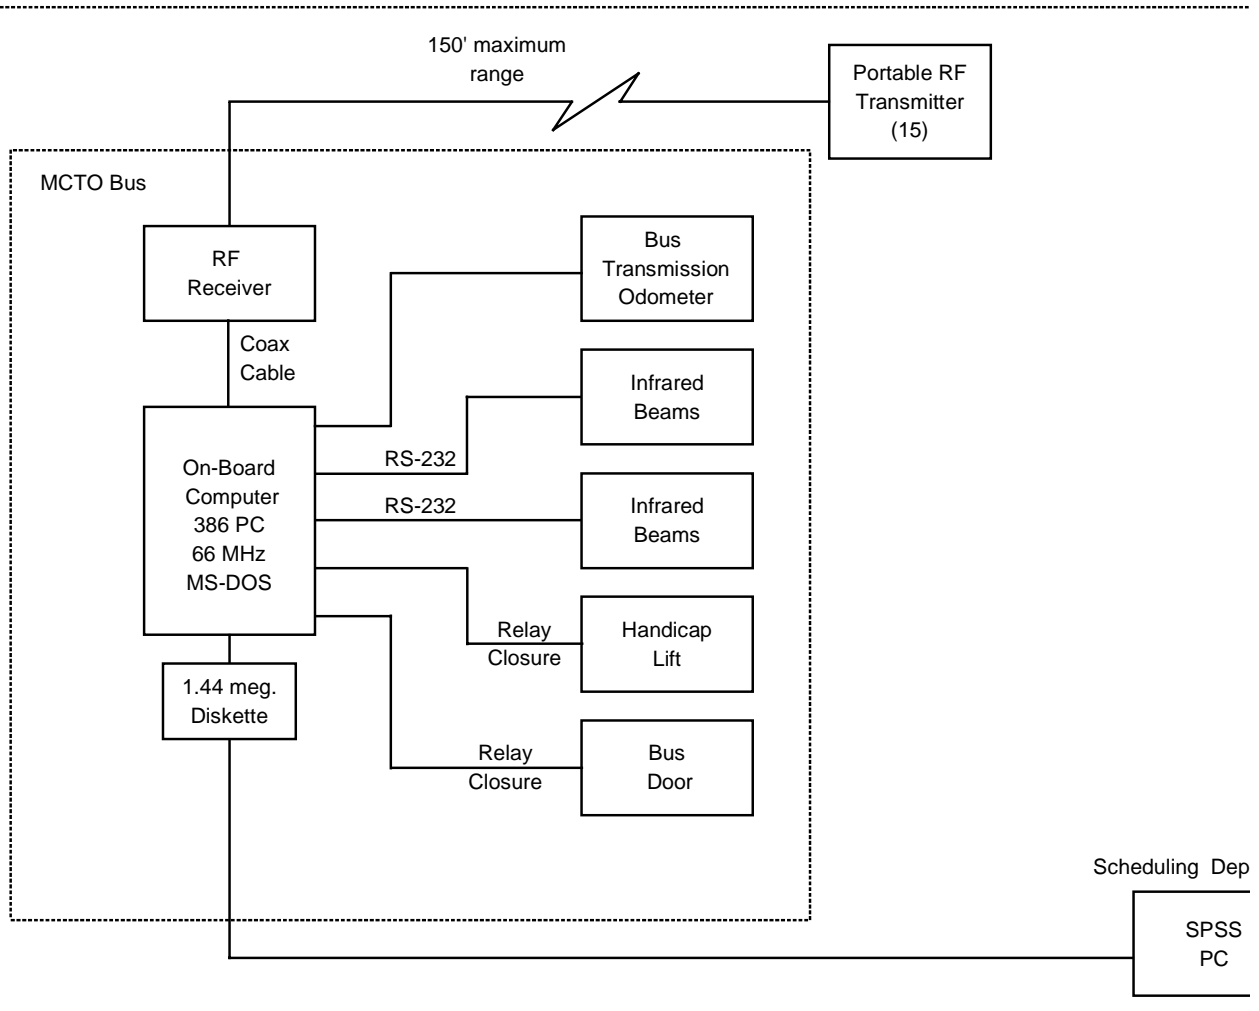 150' maximum
range
Portable RF
Transmitter
(15)
MCTO Bus
RF
Receiver
Bus
Transmission
Odometer
Coax
Cable
Infrared
Beams
On-Board
Computer
386 PC
66 MHz
MS-DOS
RS-232
RS-232
Infrared
Beams
Relay
Closure
Handicap
Lift
1.44 meg.
Diskette
Relay
Closure
Bus
Door
Scheduling Dep
SPSS
PC